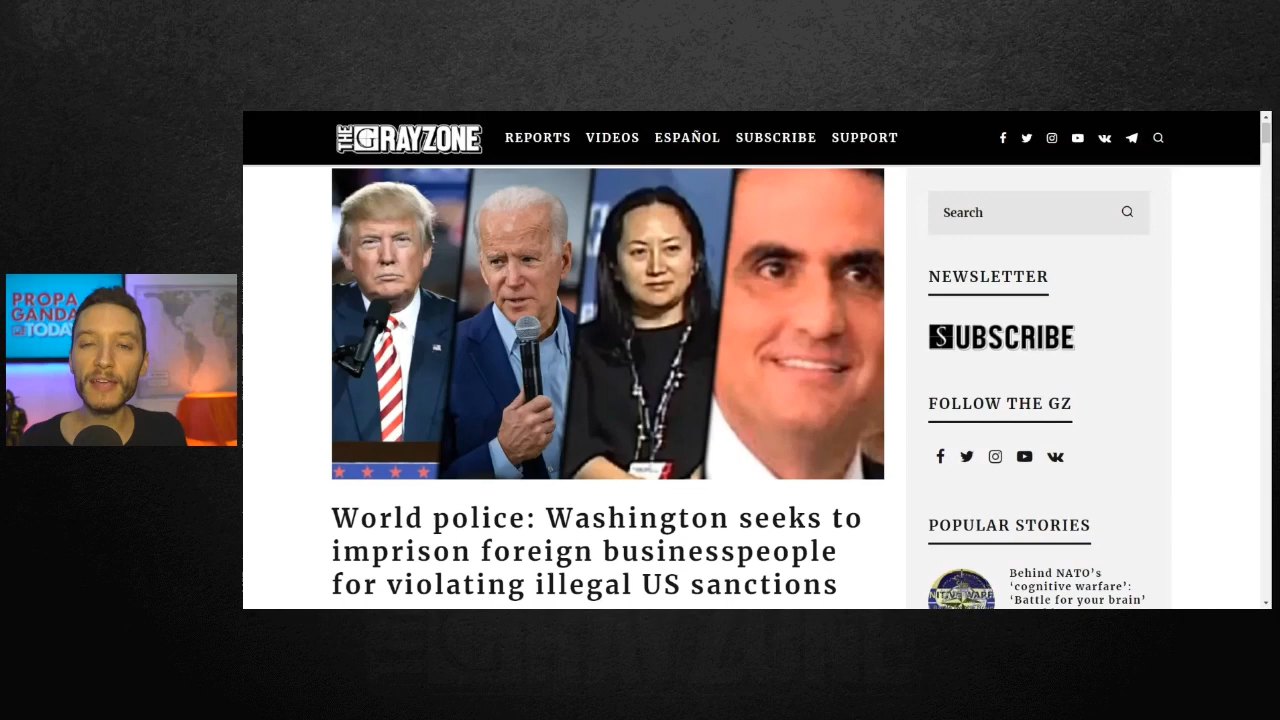 THE GRAYZONE
REPORTS VIDEOS ESPAÑOL SUBSCRIBE SUPPORT
PROPA
GANDA
TODAY
World police: Washington seeks to
imprison foreign businesspeople
for violating illegal US sanctions
Search
NEWSLETTER
SUBSCRIBE
FOLLOW THE GZ
POPULAR STORIES
Behind NATO’s
‘cognitive warfare’:
‘Battle for your brain’